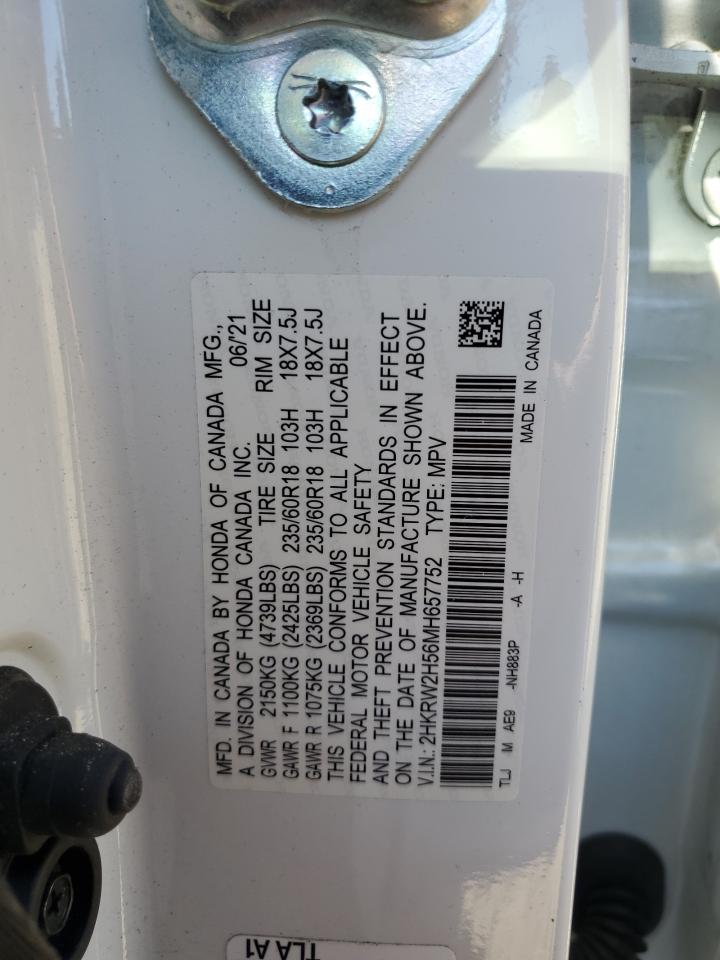 MFD. IN CANADA BY HONDA OF CANADA MFG.,
A DIVISION OF HONDA CANADA INC. 06/'21
GVWR 2150KG (4739LBS) TIRE SIZE RIM SIZE
GAWR F 1100KG (2425LBS) 235/60R18 103H 18X7.5J
GAWR R 1075KG (2369LBS) 235/60R18 103H 18X7.5J
THIS VEHICLE CONFORMS TO ALL APPLICABLE
FEDERAL MOTOR VEHICLE SAFETY
AND THEFT PREVENTION STANDARDS IN EFFECT
ON THE DATE OF MANUFACTURE SHOWN ABOVE.
V.I.N.: 2HKRW2H56MH657752 TYPE: MPV
TLJ M AE9 -NH883P -A -H
MADE IN CANADA
TLA A1